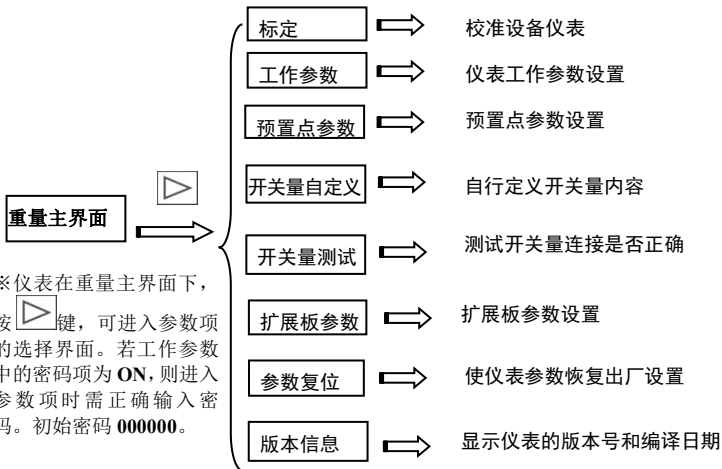 标定 校准设备仪表
工作参数 仪表工作参数设置
预置点参数 预置点参数设置
开关量自定义 自行定义开关量内容
重量主界面
开关量测试 测试开关量连接是否正确
扩展板参数 扩展板参数设置
参数复位 使仪表参数恢复出厂设置
版本信息 显示仪表的版本号和编译日期
※仪表在重量主界面下，
按 键，可进入参数项
的选择界面。若工作参数
中的密码项为 ON，则进入
参数项时需正确输入密
码。初始密码 000000。